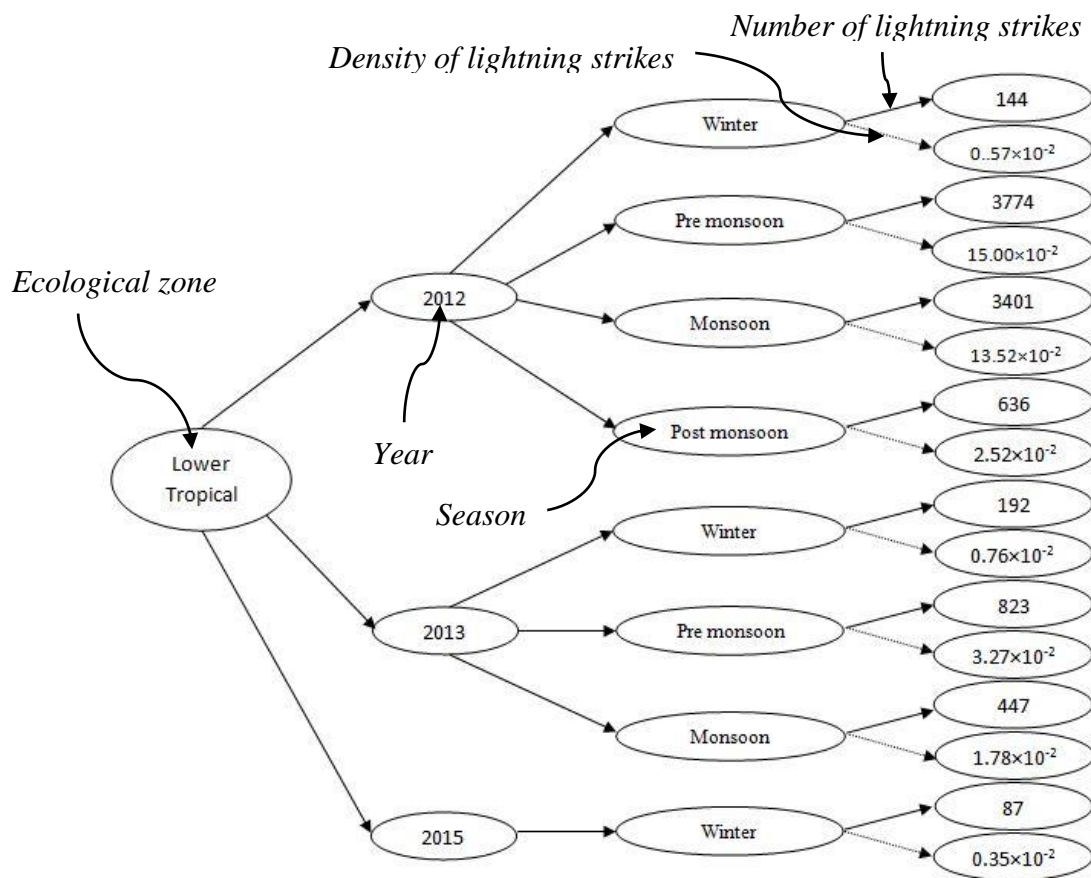 Number of lightning strikes
Density of lightning strikes
144
Winter
0..57×10⁻²
3774
Pre monsoon
15.00×10⁻²
Ecological zone
2012
3401
Monsoon
13.52×10⁻²
636
Post monsoon
2.52×10⁻²
Year
Lower
Tropical
Season
192
Winter
0.76×10⁻²
823
2013
Pre monsoon
3.27×10⁻²
447
Monsoon
1.78×10⁻²
87
2015
Winter
0.35×10⁻²